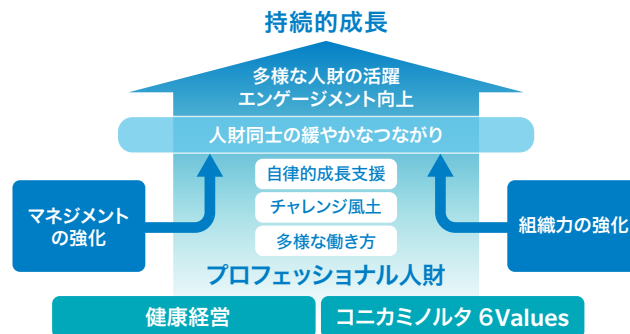 持続的成長
多様な人財の活躍
エンゲージメント向上
人財同士の緩やかなつながり
自律的成長支援
チャレンジ風土
多様な働き方
マネジメント
の強化
組織力の強化
プロフェッショナル人財
健康経営
コニカミノルタ 6Values